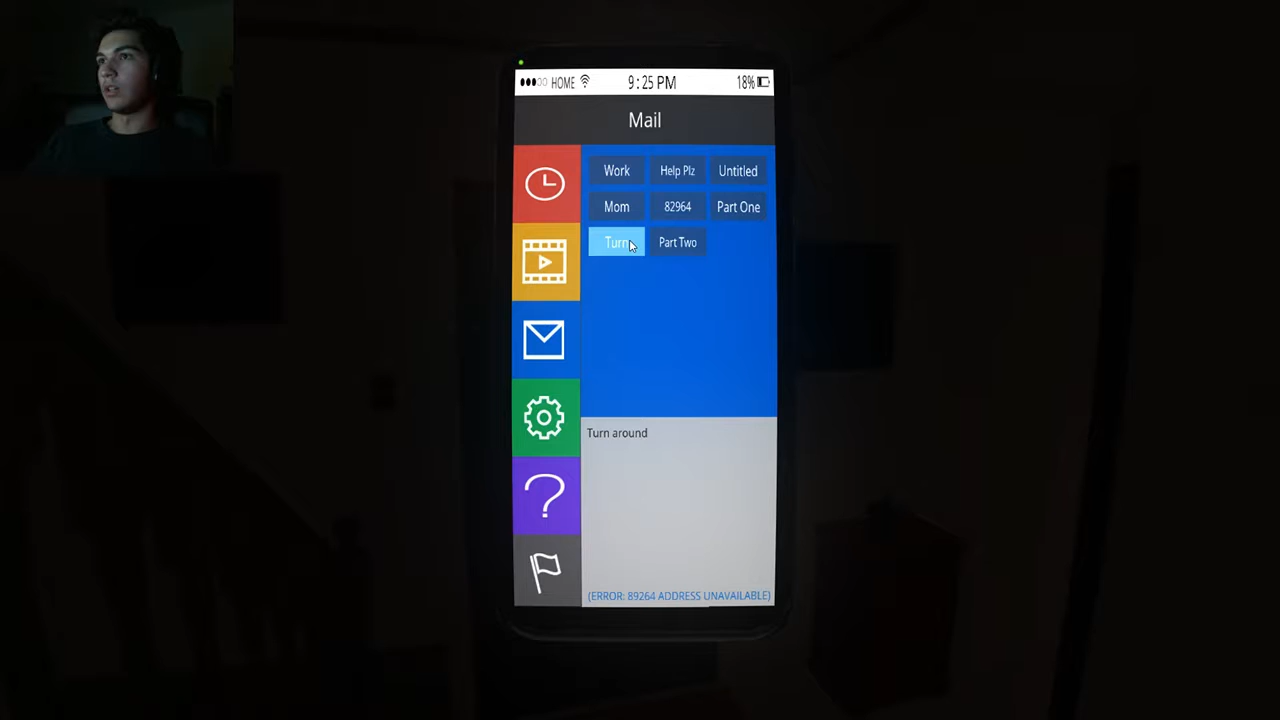 HOME 9:25 PM 18%
Mail
Work Help Plz Untitled
Mom 82964 Part One
Turn Part Two
Turn around
(ERROR: 89264 ADDRESS UNAVAILABLE)